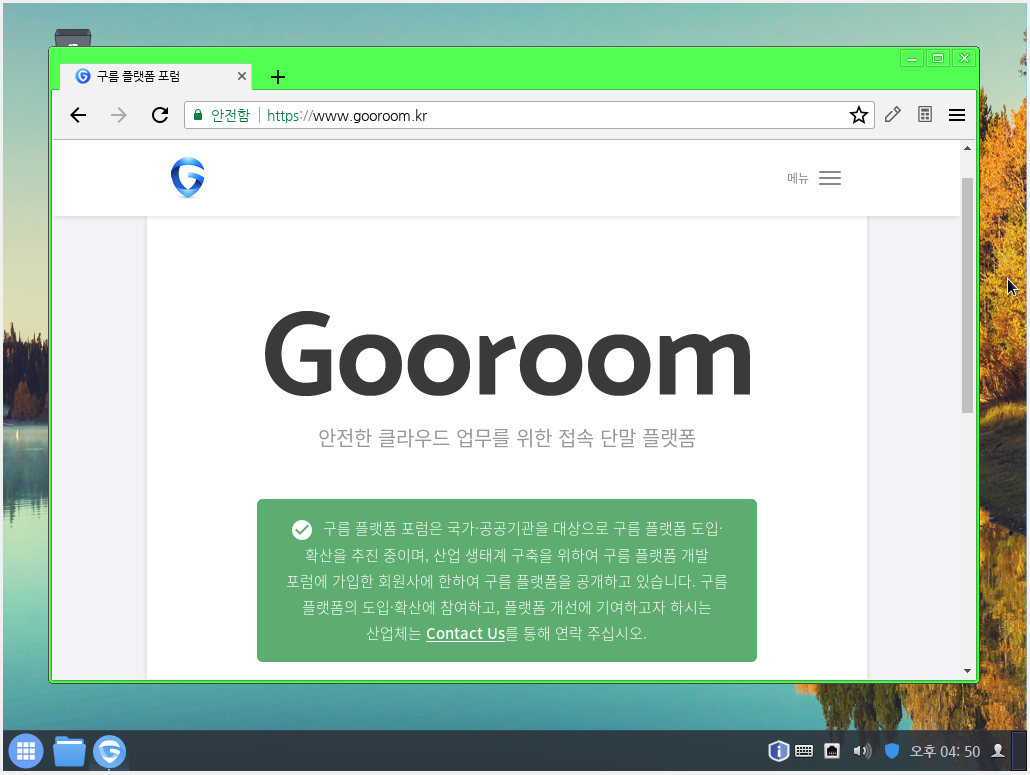 구름 플랫폼 포럼
안전함 https://www.gooroom.kr
메뉴
Gooroom
안전한 클라우드 업무를 위한 접속 단말 플랫폼
구름 플랫폼 포럼은 국가·공공기관을 대상으로 구름 플랫폼 도입·
확산을 추진 중이며, 산업 생태계 구축을 위하여 구름 플랫폼 개발
포럼에 가입한 회원사에 한하여 구름 플랫폼을 공개하고 있습니다. 구름
플랫폼의 도입·확산에 참여하고, 플랫폼 개선에 기여하고자 하시는
산업체는 Contact Us를 통해 연락 주십시오.
오후 04: 50